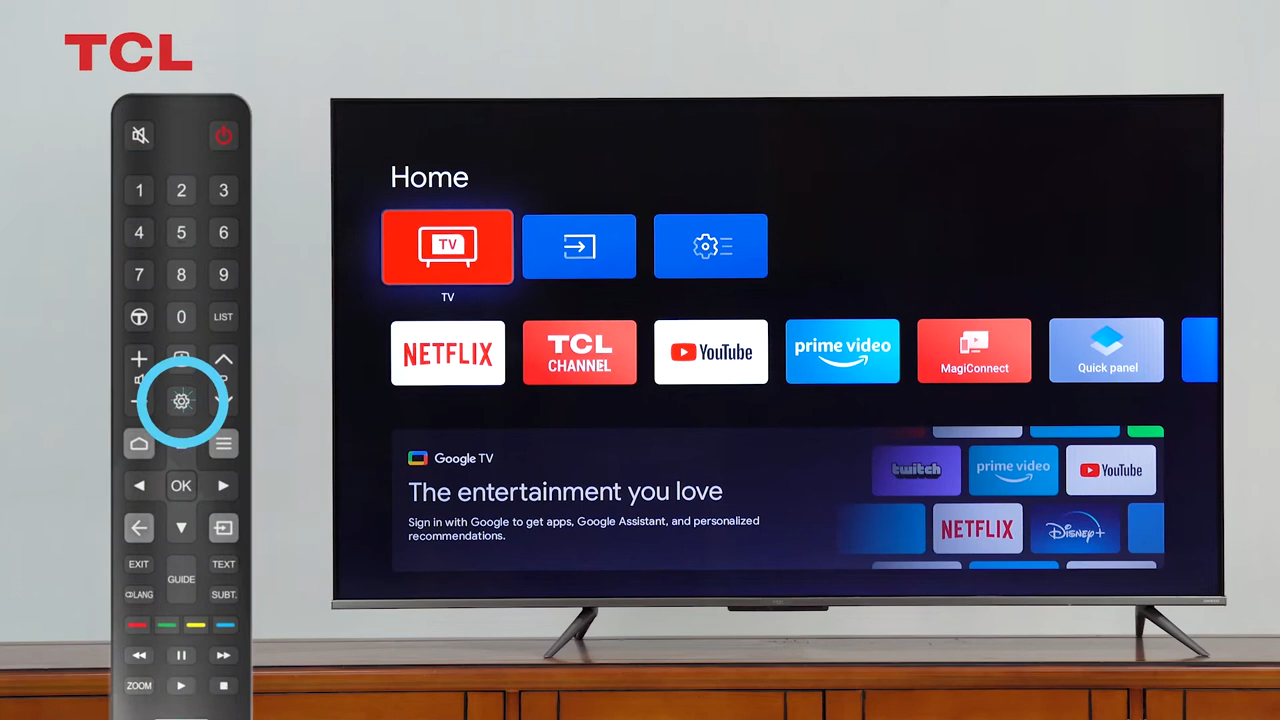 TCL
1 2 3
4 5 6
7 8 9
0 LIST
OK
EXIT TEXT
GUIDE
LANG SUBT.
ZOOM
Home
TV
TV
NETFLIX
TCL
CHANNEL
YouTube
prime video
MagiConnect
Quick panel
Google TV
The entertainment you love
Sign in with Google to get apps, Google Assistant, and personalized
recommendations.
twitch
prime video
YouTube
NETFLIX
Disney+